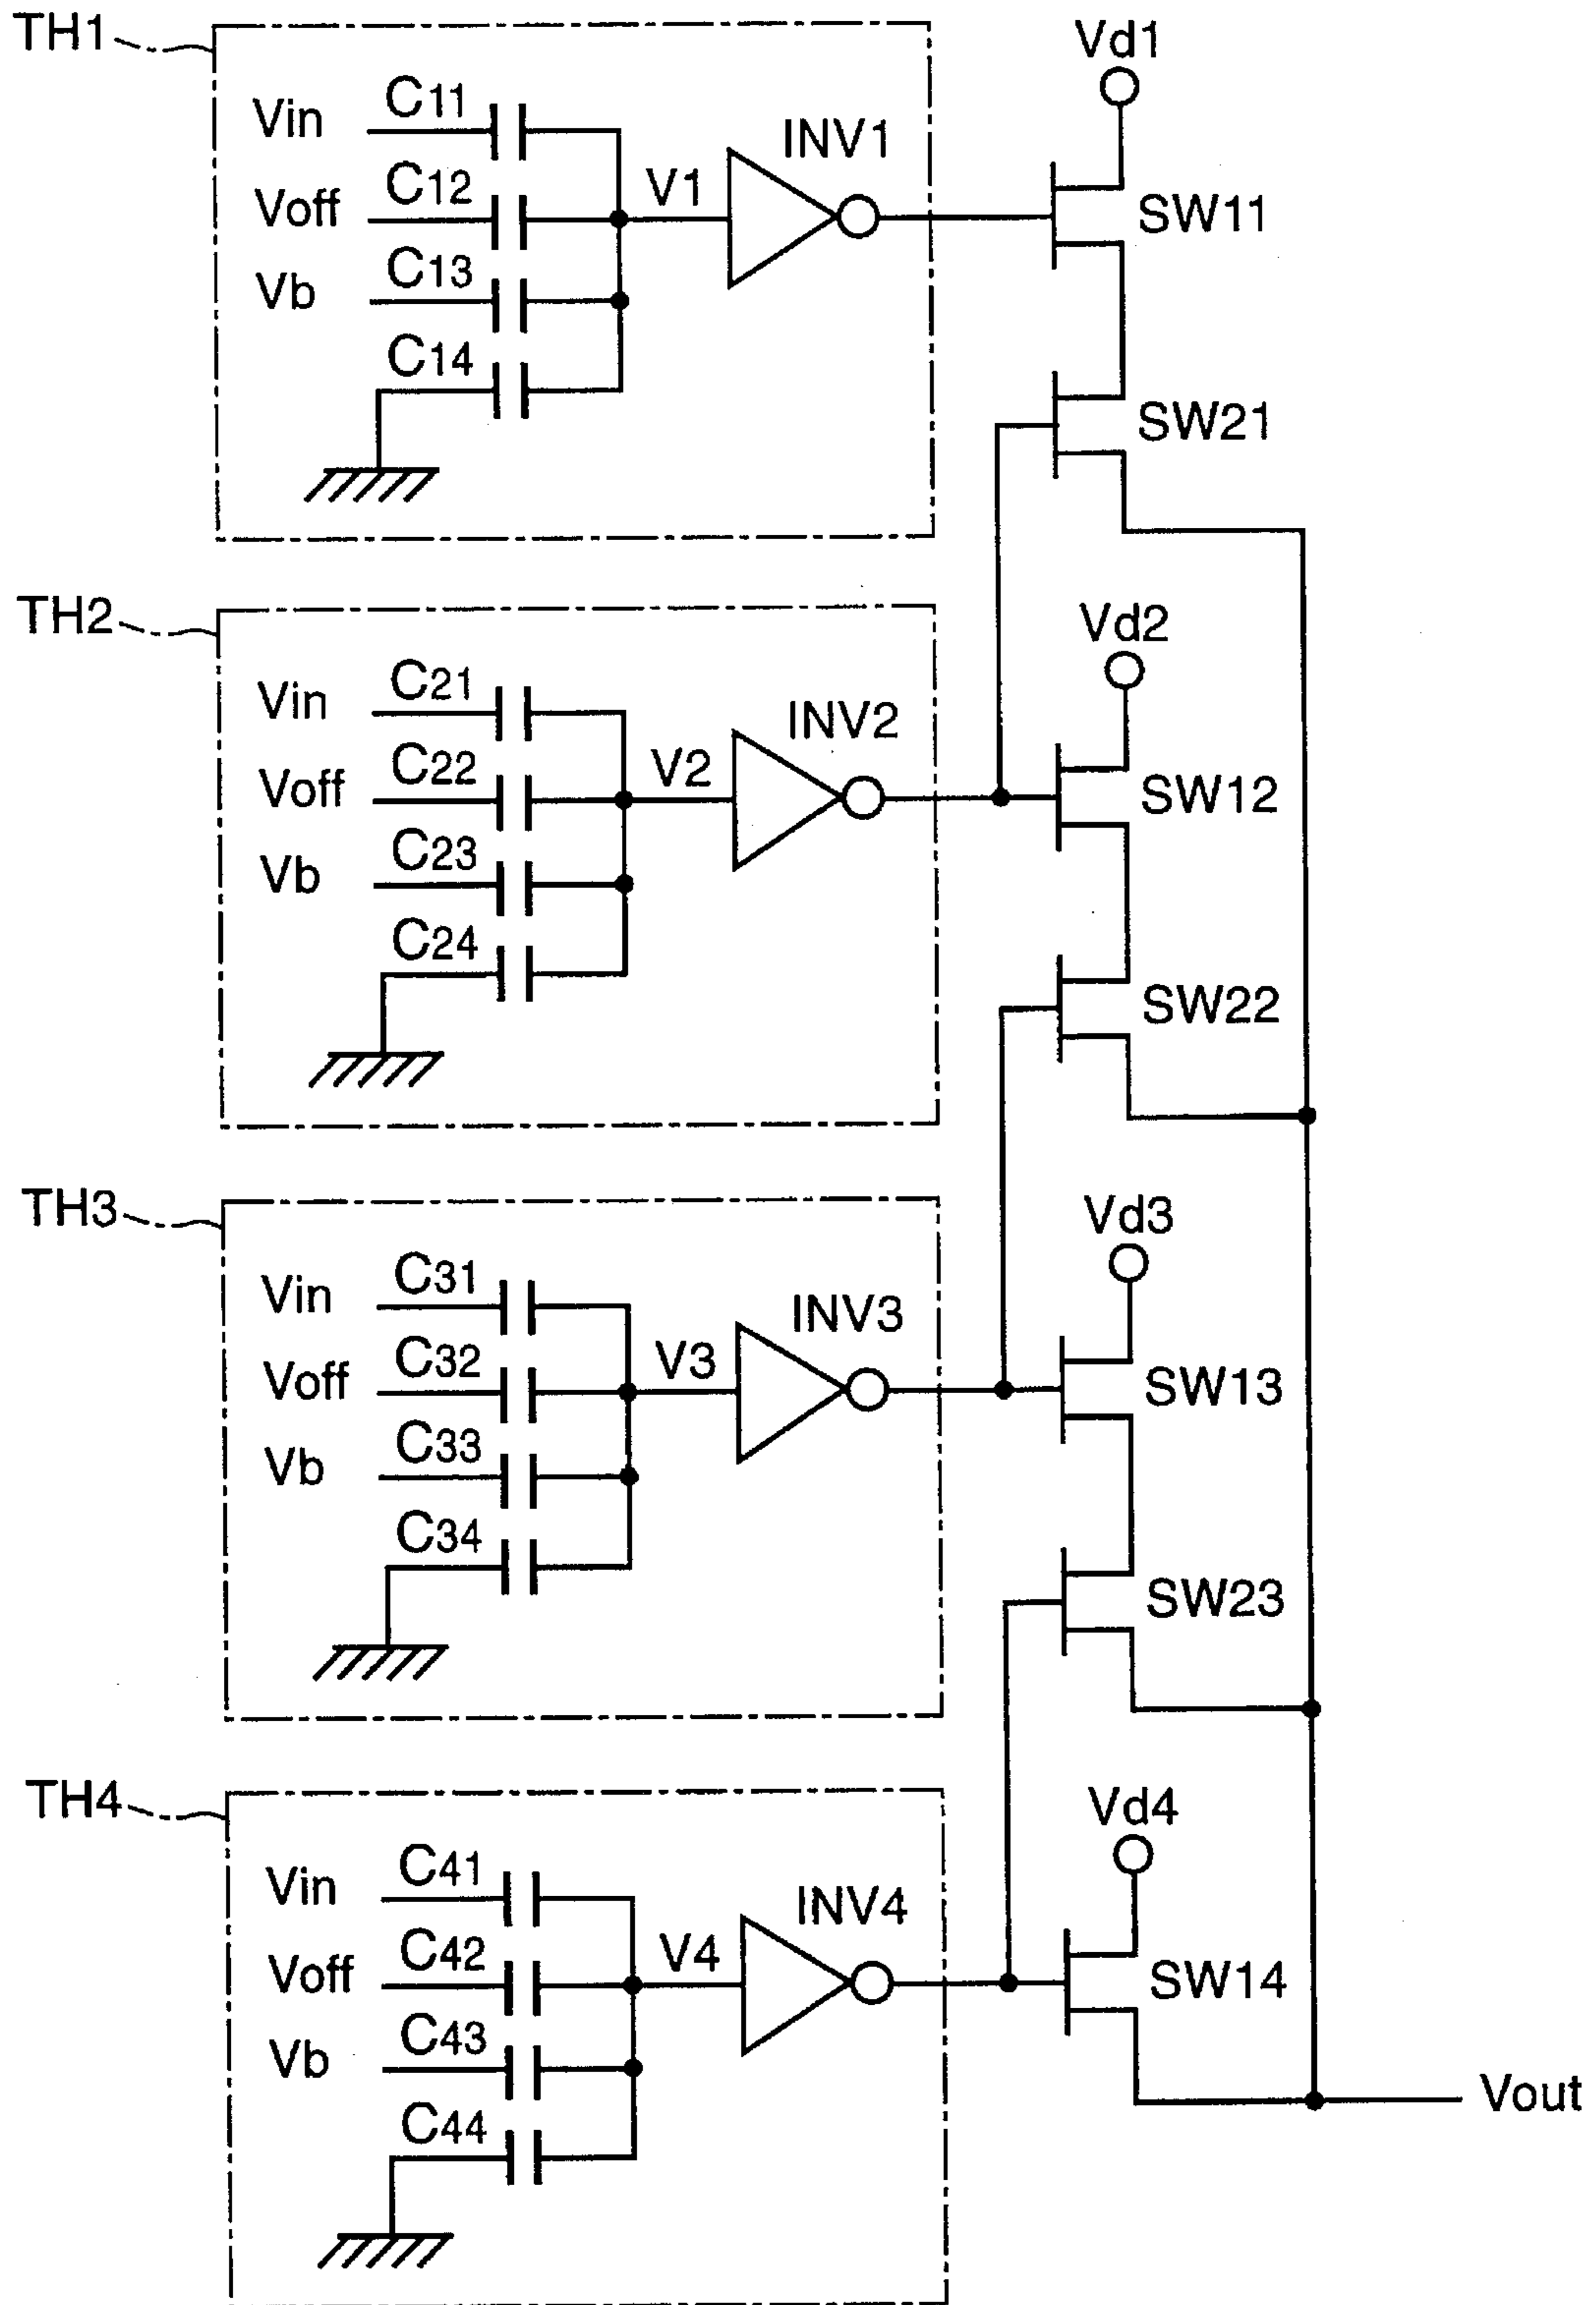 TH1
Vd1
Vin
C11
INV1
Voff
C12
V1
SW11
Vb
C13
C14
SW21
TH2
Vd2
Vin
C21
INV2
Voff
C22
V2
SW12
Vb
C23
C24
SW22
TH3
Vd3
Vin
C31
INV3
Voff
C32
V3
SW13
Vb
C33
C34
SW23
TH4
Vd4
Vin
C41
INV4
Voff
C42
V4
SW14
Vb
C43
Vout
C44